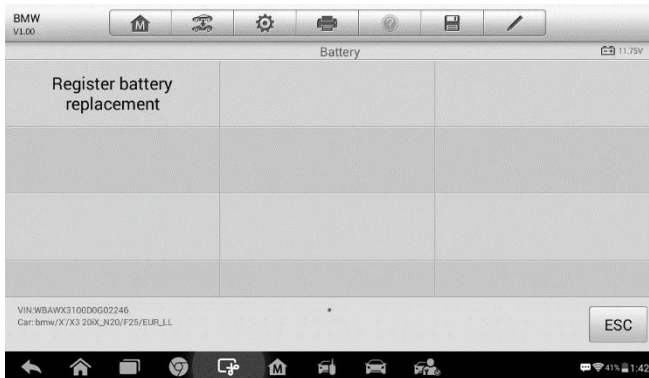 BMW
V1.00
M
?
Battery
11.75V
Register battery
replacement
VIN:WBAWX3100D0G02246
Car: bmw/X'/X3 20iX_N20/F25/EUR_LL
ESC
M
41%
1:42